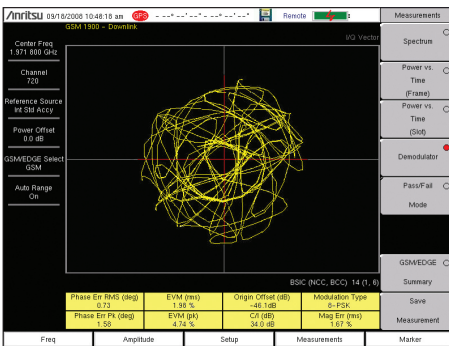 Anritsu 09/18/2008 10:48:18 am GPS - --° --' --" - --° --' --" Remote
Measurements
GSM 1900 - Downlink
I/Q Vector
Center Freq
1.971 800 GHz
Channel
720
Reference Source
Int Std Accy
Power Offset
0.0 dB
GSM/EDGE Select
GSM
Auto Range
On
Spectrum
Power vs.
Time
(Frame)
Power vs.
Time
(Slot)
Demodulator
Pass/Fail
Mode
GSM/EDGE
Summary
Save
Measurement
BSIC (NCC, BCC) 14 (1, 6)
Phase Err RMS (deg) EVM (rms) Origin Offset (dB) Modulation Type
0.73 1.98 % -46.1dB 8-PSK
Phase Err Pk (deg) EVM (pk) C/I (dB) Mag Err (rms)
1.58 4.74 % 34.0 dB 1.67 %
Freq Amplitude Setup Measurements Marker